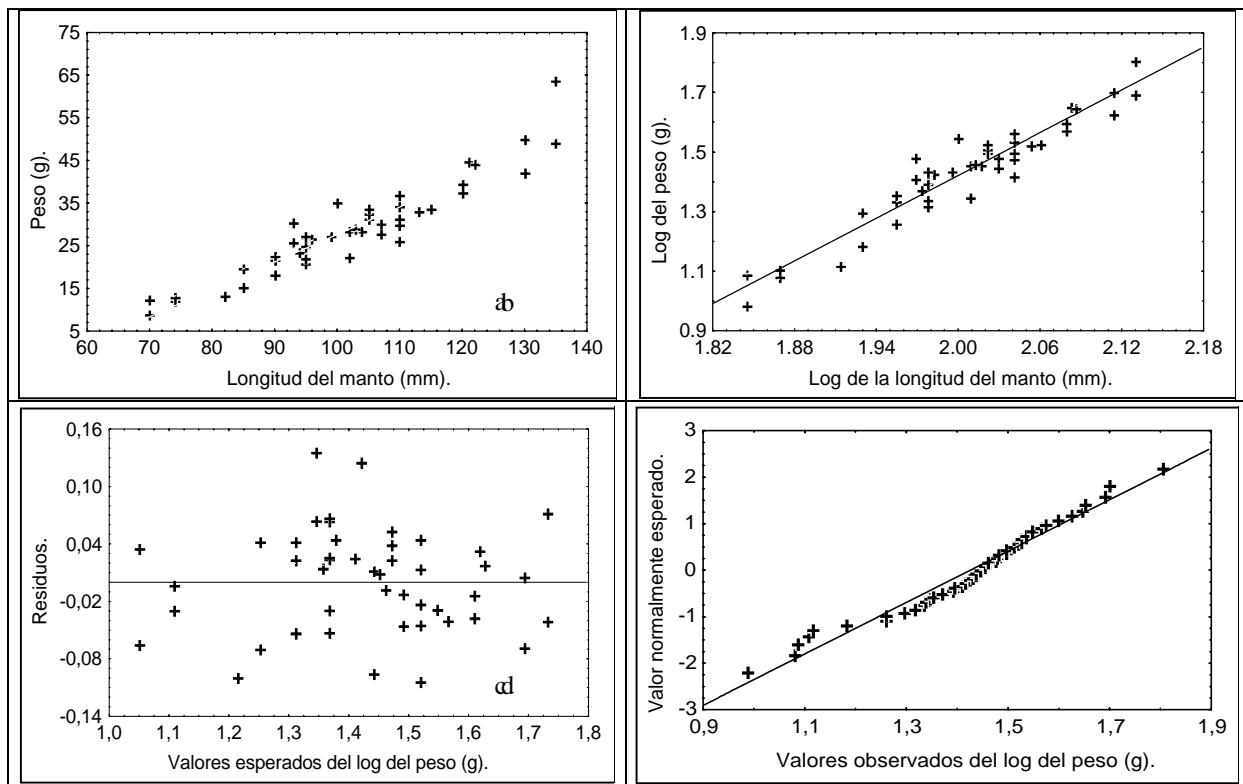 75
65
55
45
35
25
15
5
Peso (g).
60 70 80 90 100 110 120 130 140
Longitud del manto (mm).
ab
1.9
1.7
1.5
1.3
1.1
0.9
Log del peso (g).
1.82 1.88 1.94 2.00 2.06 2.12 2.18
Log de la longitud del manto (mm).
0,16
0,10
0,04
-0,02
-0,08
-0,14
Residuos.
1,0 1,1 1,2 1,3 1,4 1,5 1,6 1,7 1,8
Valores esperados del log del peso (g).
cd
3
2
1
0
-1
-2
-3
Valor normalmente esperado.
0,9 1,1 1,3 1,5 1,7 1,9
Valores observados del log del peso (g).